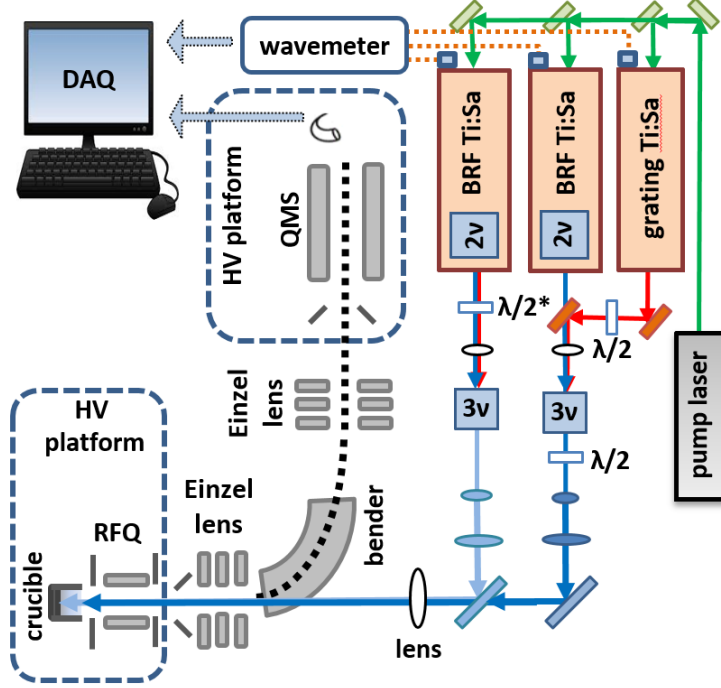 wavemeter
DAQ
BRF Ti:Sa
BRF Ti:Sa
grating Ti:Sa
2ν
2ν
HV platform
QMS
λ/2*
λ/2
pump laser
Einzel
lens
3ν
3ν
HV
platform
λ/2
Einzel
lens
RFQ
bender
crucible
lens